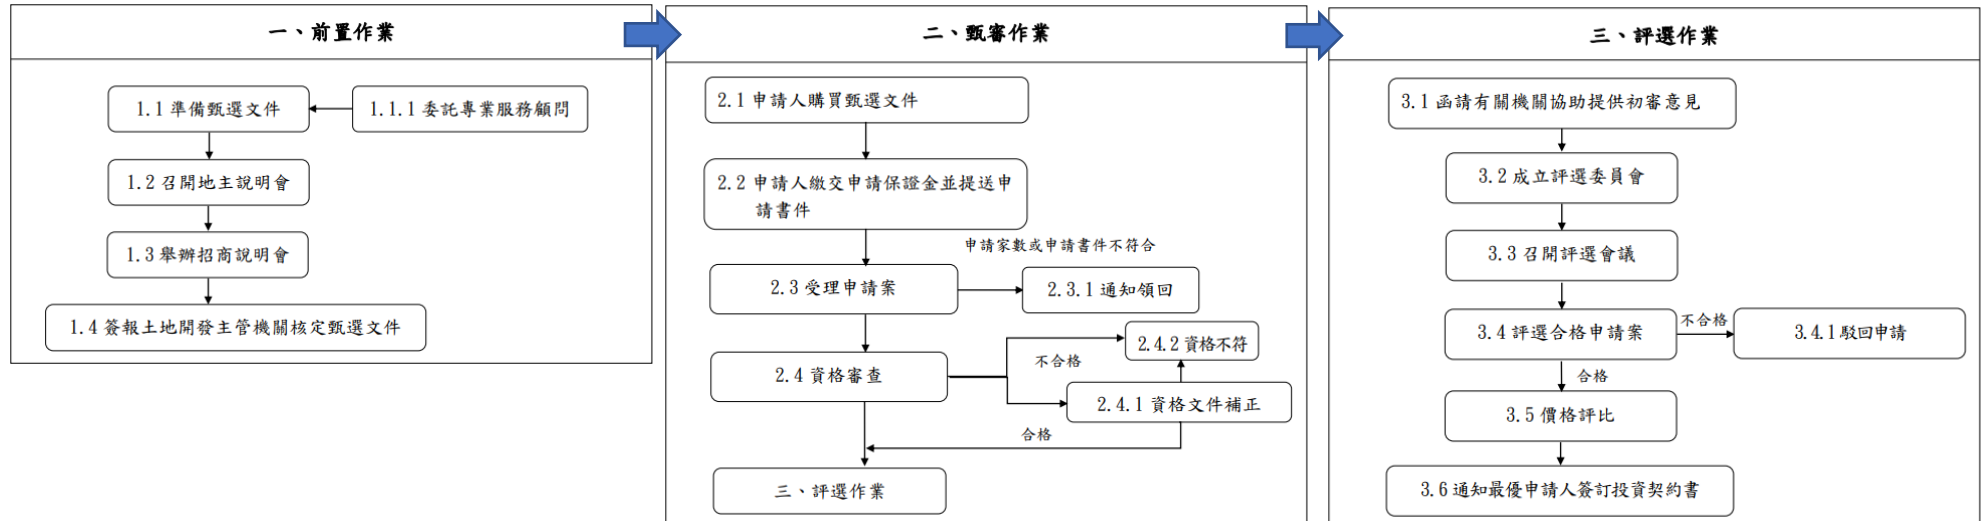 一、前置作業
1.1 準備甄選文件
1.1.1 委託專業服務顧問
1.2 召開地主說明會
1.3 舉辦招商說明會
1.4 簽報土地開發主管機關核定甄選文件
二、甄審作業
2.1 申請人購買甄選文件
2.2 申請人繳交申請保證金並提送申
請書件
申請家數或申請書件不符合
2.3 受理申請案
2.3.1 通知領回
2.4 資格審查
不合格
2.4.2 資格不符
2.4.1 資格文件補正
合格
三、評選作業
三、評選作業
3.1 函請有關機關協助提供初審意見
3.2 成立評選委員會
3.3 召開評選會議
3.4 評選合格申請案
不合格
3.4.1 駁回申請
合格
3.5 價格評比
3.6 通知最優申請人簽訂投資契約書